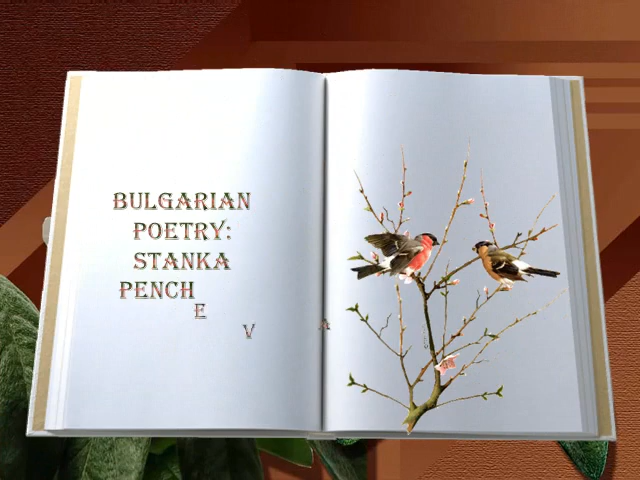 BULGARIAN
POETRY:
STANKA
PENCH
E
V
A